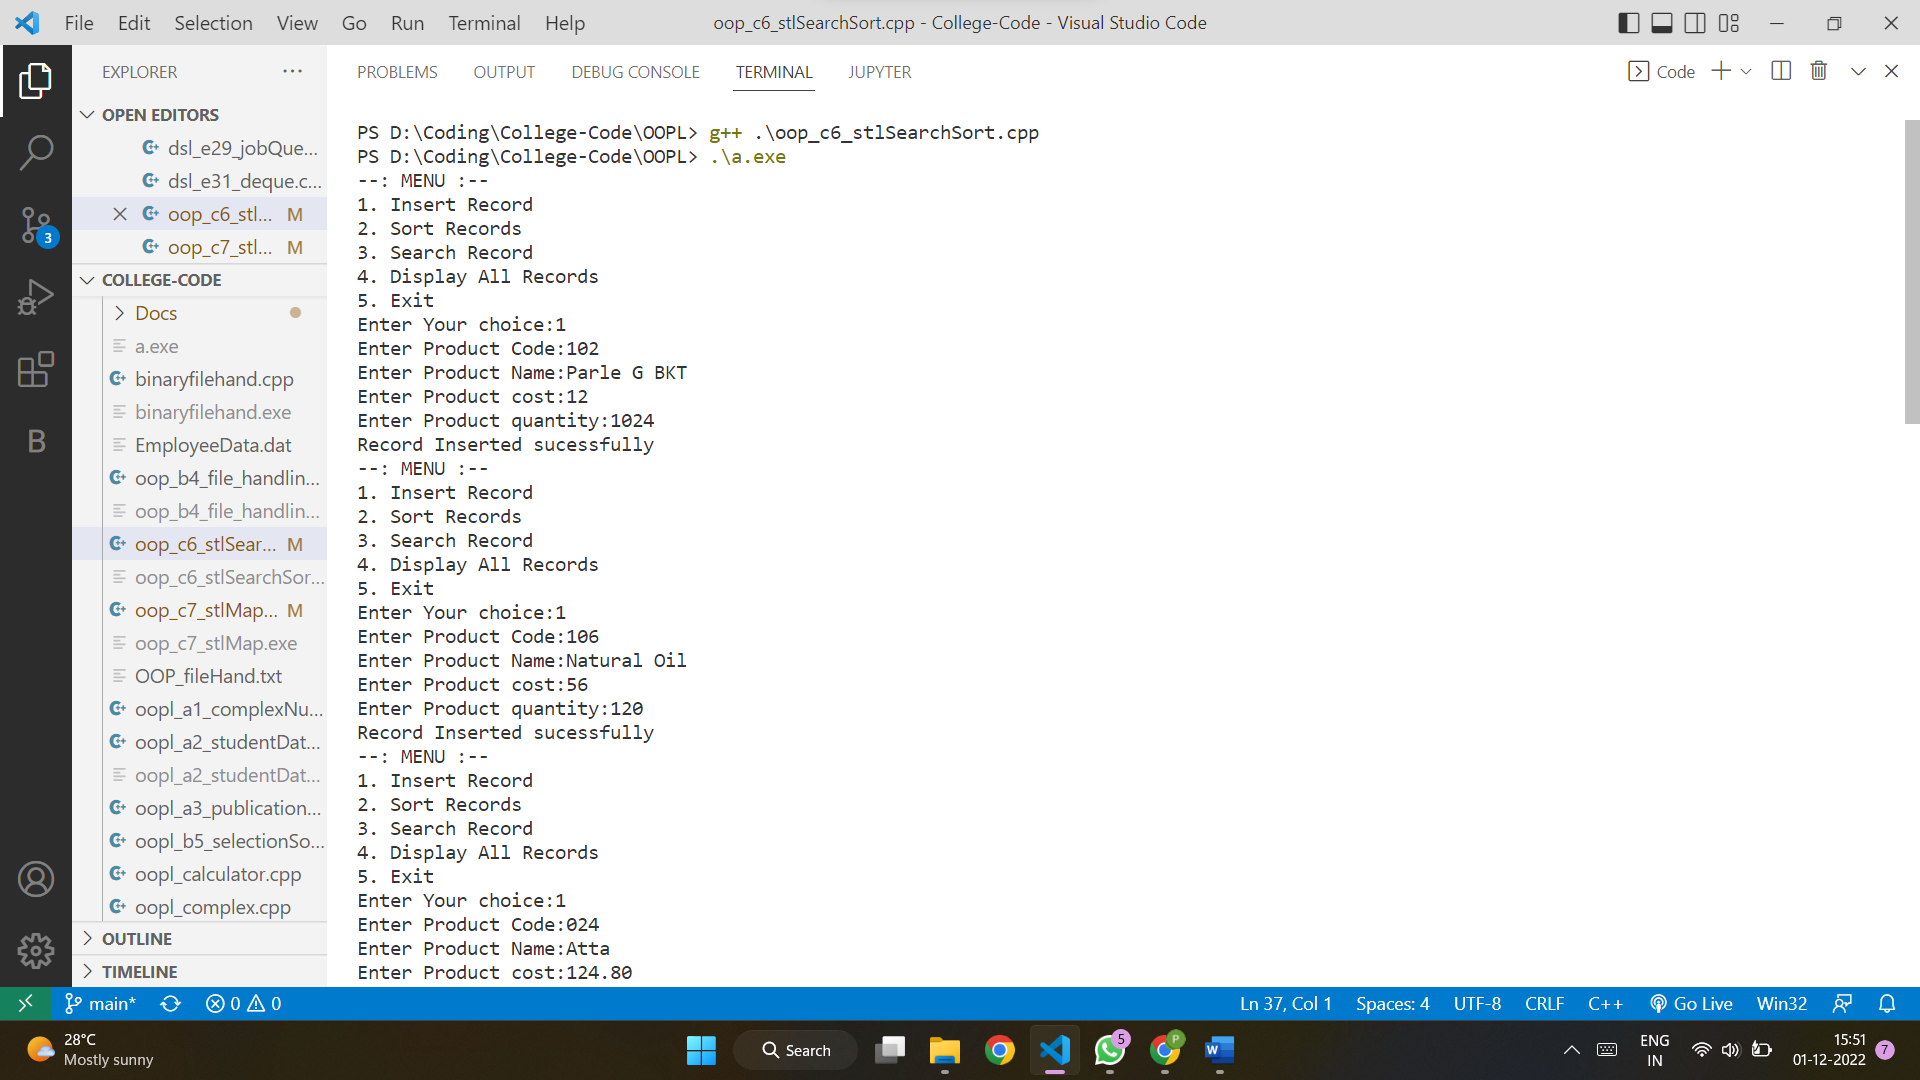 File Edit Selection View Go Run Terminal Help
oop_c6_stlSearchSort.cpp - College-Code - Visual Studio Code
EXPLORER
OPEN EDITORS
dsl_e29_jobQue...
dsl_e31_deque.c...
oop_c6_stl... M
oop_c7_stl... M
3
COLLEGE-CODE
Docs
a.exe
binaryfilehand.cpp
binaryfilehand.exe
EmployeeData.dat
B
oop_b4_file_handlin...
oop_b4_file_handlin...
oop_c6_stlSear... M
oop_c6_stlSearchSor...
oop_c7_stlMap... M
oop_c7_stlMap.exe
OOP_fileHand.txt
oopl_a1_complexNu...
oopl_a2_studentDat...
oopl_a2_studentDat...
oopl_a3_publication...
oopl_b5_selectionSo...
oopl_calculator.cpp
oopl_complex.cpp
OUTLINE
TIMELINE
PROBLEMS OUTPUT DEBUG CONSOLE TERMINAL JUPYTER
Code
PS D:\Coding\College-Code\OOPL> g++ .\oop_c6_stlSearchSort.cpp
PS D:\Coding\College-Code\OOPL> .\a.exe
--: MENU :--
1. Insert Record
2. Sort Records
3. Search Record
4. Display All Records
5. Exit
Enter Your choice:1
Enter Product Code:102
Enter Product Name:Parle G BKT
Enter Product cost:12
Enter Product quantity:1024
Record Inserted sucessfully
--: MENU :--
1. Insert Record
2. Sort Records
3. Search Record
4. Display All Records
5. Exit
Enter Your choice:1
Enter Product Code:106
Enter Product Name:Natural Oil
Enter Product cost:56
Enter Product quantity:120
Record Inserted sucessfully
--: MENU :--
1. Insert Record
2. Sort Records
3. Search Record
4. Display All Records
5. Exit
Enter Your choice:1
Enter Product Code:024
Enter Product Name:Atta
Enter Product cost:124.80
main* 0 0
Ln 37, Col 1 Spaces: 4 UTF-8 CRLF C++ Go Live Win32
28°C
Mostly sunny
Search
5
P
W
ENG
IN
15:51
01-12-2022
7